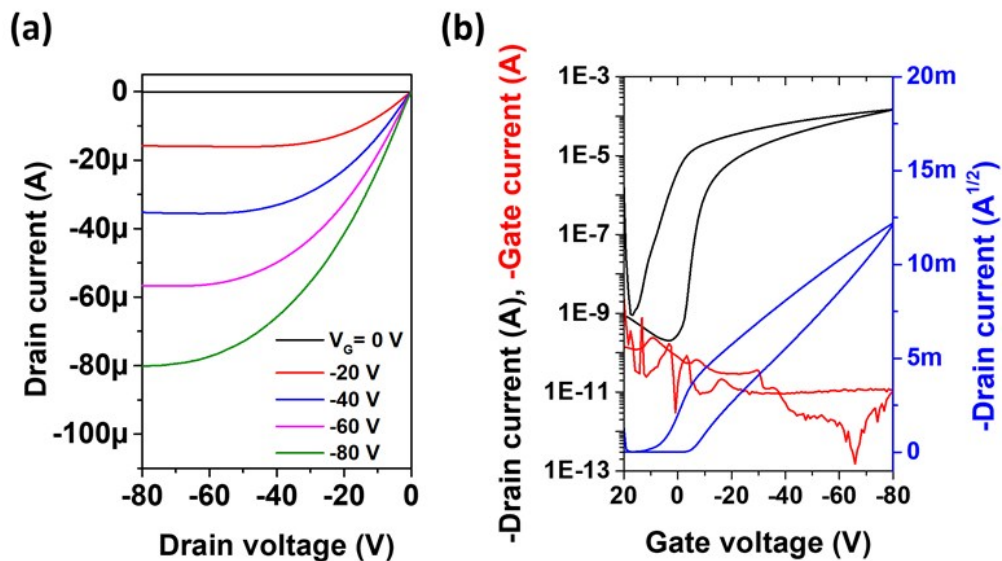 (a)
Drain current (A)
0
-20µ
-40µ
-60µ
-80µ
-100µ
V_G= 0 V
-20 V
-40 V
-60 V
-80 V
-80 -60 -40 -20 0
Drain voltage (V)
(b)
-Drain current (A), -Gate current (A)
1E-3
1E-5
1E-7
1E-9
1E-11
1E-13
20 0 -20 -40 -60 -80
Gate voltage (V)
20m
15m
10m
5m
0
-Drain current (A^1/2)